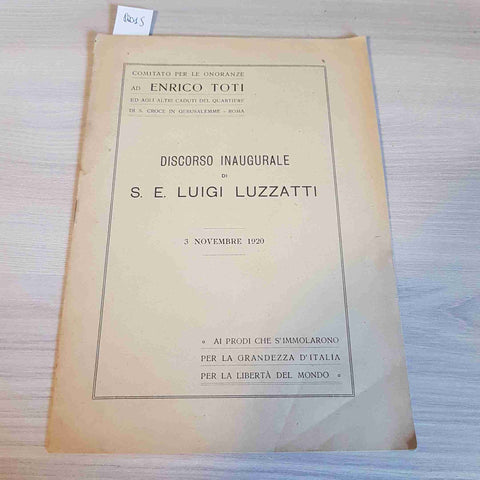 COMITATO PER LE ONORANZE
AD ENRICO TOTI
ED AGLI ALTRI CADUTI DEL QUARTIERE
DI S. CROCE IN GERUSALEMME - ROMA
DISCORSO INAUGURALE
DI
S. E. LUIGI LUZZATTI
3 NOVEMBRE 1920
« AI PRODI CHE S'IMMOLARONO
PER LA GRANDEZZA D'ITALIA
PER LA LIBERTÀ DEL MONDO »